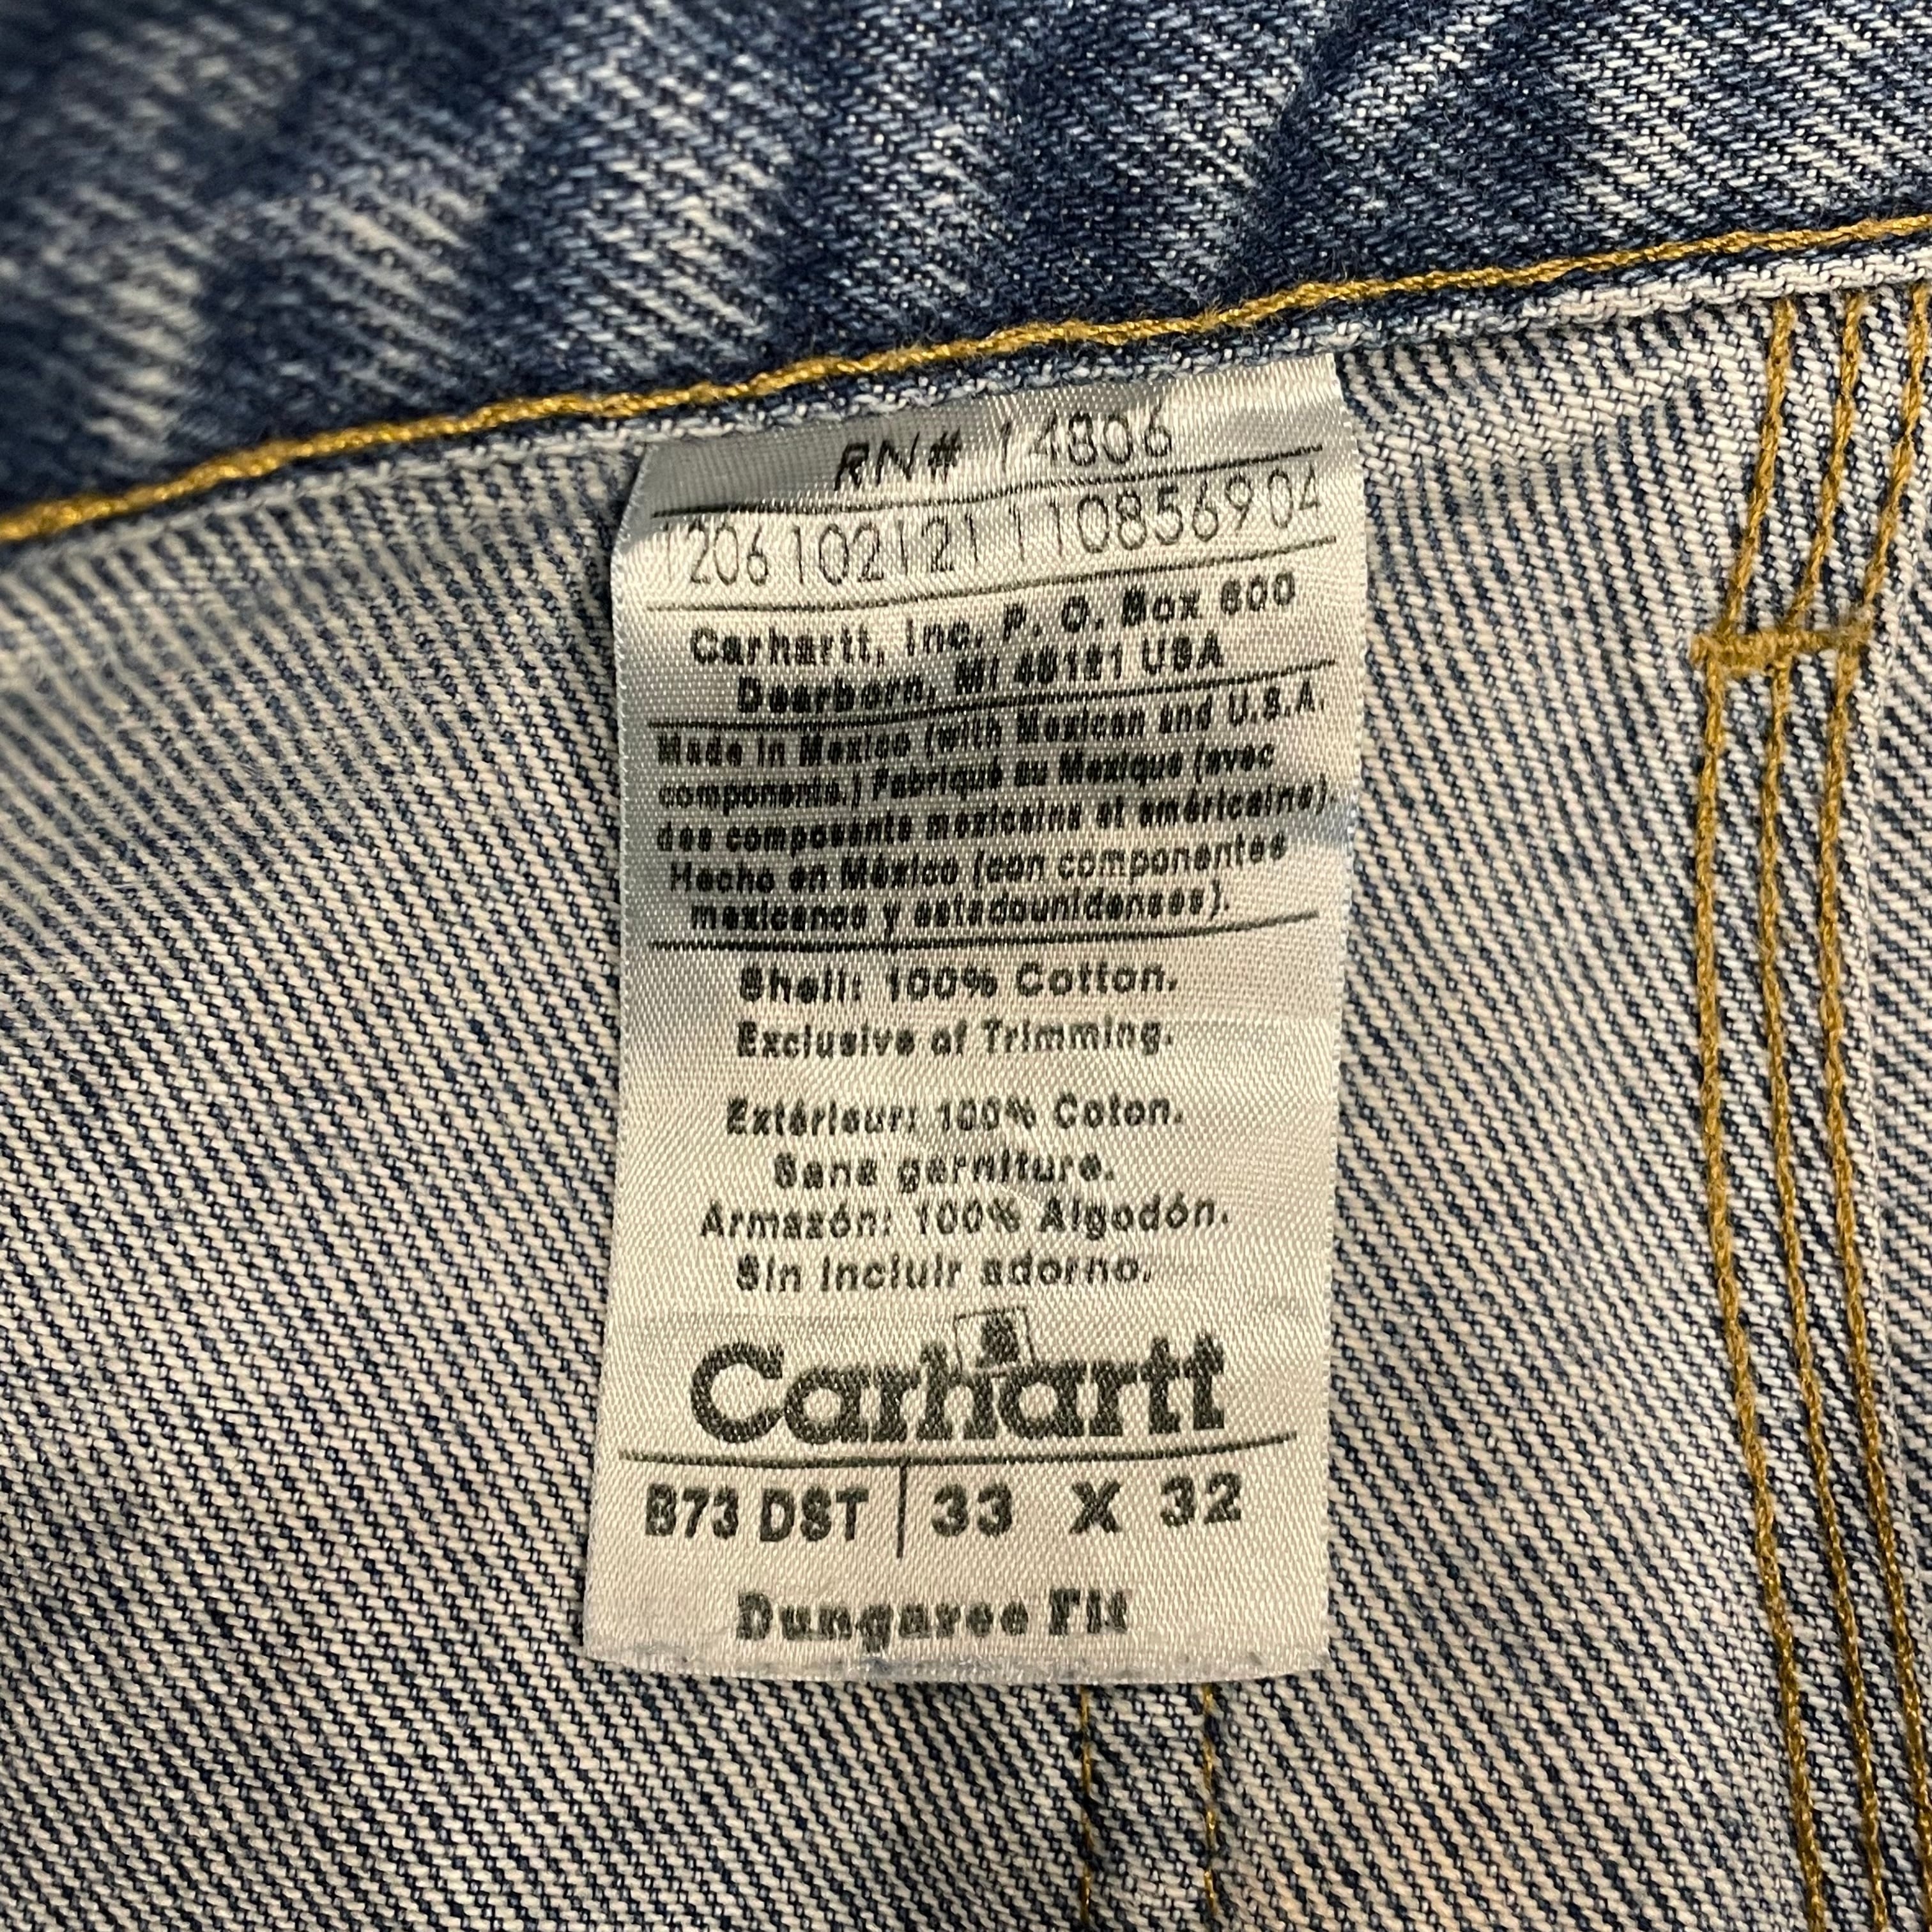 RN# 14806
1206 102121 110856904
Carhartt, Inc. P. O. Box 600
Dearborn, MI 48121 USA
Made in Mexico (with Mexican and U.S.A.
components.) Fabriqué au Mexique (avec
des composants mexicains et américains).
Hecho en México (con componentes
mexicanos y estadounidenses).
Shell: 100% Cotton.
Exclusive of Trimming.
Extérieur: 100% Coton.
Sans garniture.
Armazón: 100% Algodón.
Sin incluir adorno.
Carhartt
B73 DST 33 X 32
Dungaree Fit